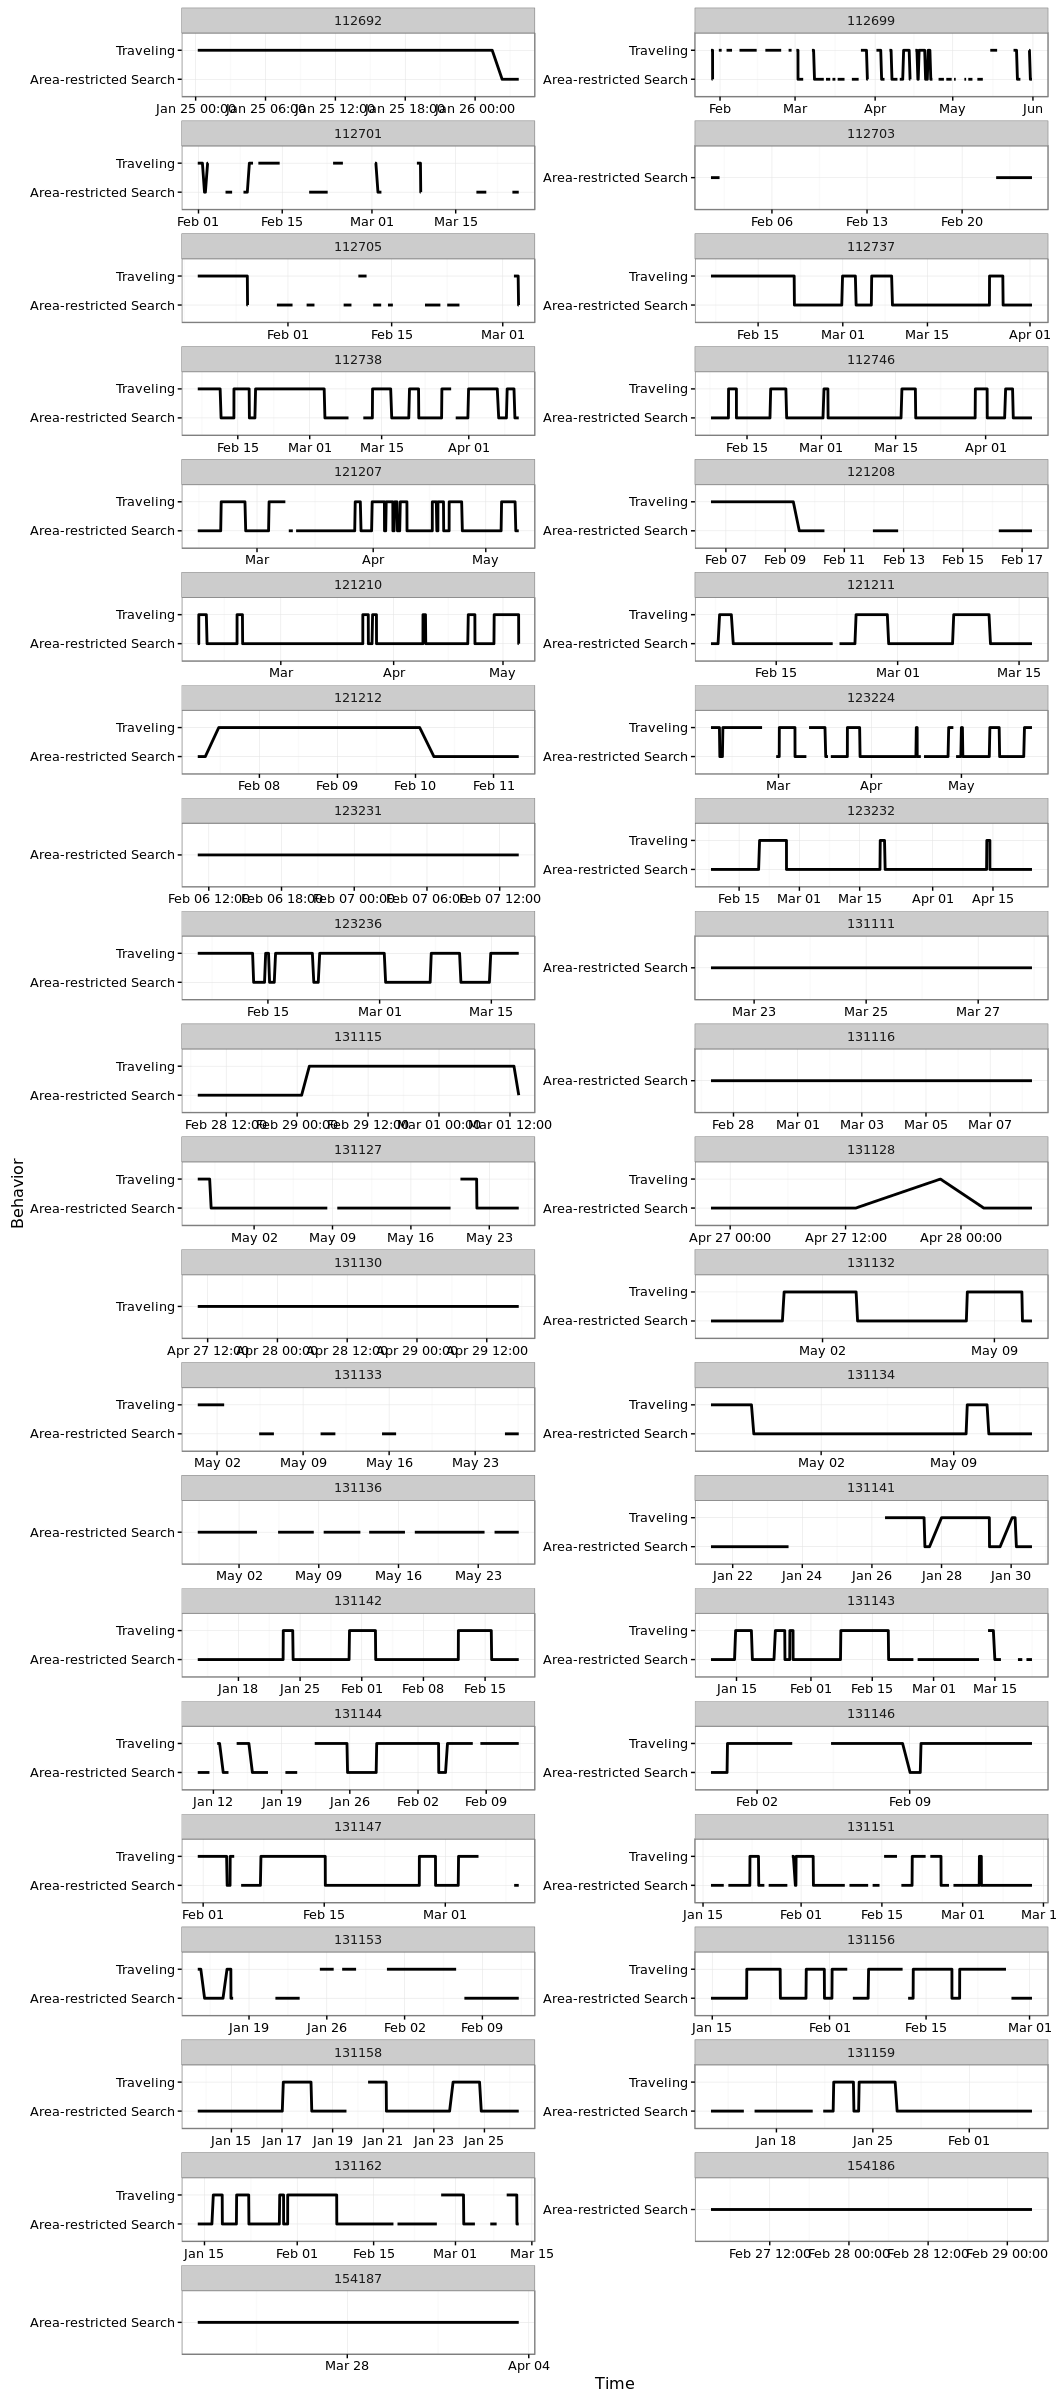 112692
112699
Traveling
Area-restricted Search
Traveling
Area-restricted Search
Jan 25 00:00 Jan 25 06:00 Jan 25 12:00 Jan 25 18:00 Jan 26 00:00
Feb Mar Apr May Jun
112701
112703
Traveling
Area-restricted Search
Area-restricted Search
Feb 01 Feb 15 Mar 01 Mar 15
Feb 06 Feb 13 Feb 20
112705
112737
Traveling
Area-restricted Search
Traveling
Area-restricted Search
Feb 01 Feb 15 Mar 01
Feb 15 Mar 01 Mar 15 Apr 01
112738
112746
Traveling
Area-restricted Search
Traveling
Area-restricted Search
Feb 15 Mar 01 Mar 15 Apr 01
Feb 15 Mar 01 Mar 15 Apr 01
121207
121208
Traveling
Area-restricted Search
Traveling
Area-restricted Search
Mar Apr May
Feb 07 Feb 09 Feb 11 Feb 13 Feb 15 Feb 17
121210
121211
Traveling
Area-restricted Search
Traveling
Area-restricted Search
Mar Apr May
Feb 15 Mar 01 Mar 15
121212
123224
Traveling
Area-restricted Search
Traveling
Area-restricted Search
Feb 08 Feb 09 Feb 10 Feb 11
Mar Apr May
123231
123232
Area-restricted Search
Traveling
Area-restricted Search
Feb 06 12:00 Feb 06 18:00 Feb 07 00:00 Feb 07 06:00 Feb 07 12:00
Feb 15 Mar 01 Mar 15 Apr 01 Apr 15
123236
131111
Traveling
Area-restricted Search
Area-restricted Search
Feb 15 Mar 01 Mar 15
Mar 23 Mar 25 Mar 27
131115
131116
Traveling
Area-restricted Search
Area-restricted Search
Feb 28 12:00 Feb 29 00:00 Feb 29 12:00 Mar 01 00:00 Mar 01 12:00
Feb 28 Mar 01 Mar 03 Mar 05 Mar 07
131127
131128
Traveling
Area-restricted Search
Traveling
Area-restricted Search
May 02 May 09 May 16 May 23
Apr 27 00:00 Apr 27 12:00 Apr 28 00:00
Behavior
131130
131132
Traveling
Traveling
Area-restricted Search
Apr 27 12:00 Apr 28 00:00 Apr 28 12:00 Apr 29 00:00 Apr 29 12:00
May 02 May 09
131133
131134
Traveling
Area-restricted Search
Traveling
Area-restricted Search
May 02 May 09 May 16 May 23
May 02 May 09
131136
131141
Area-restricted Search
Traveling
Area-restricted Search
May 02 May 09 May 16 May 23
Jan 22 Jan 24 Jan 26 Jan 28 Jan 30
131142
131143
Traveling
Area-restricted Search
Traveling
Area-restricted Search
Jan 18 Jan 25 Feb 01 Feb 08 Feb 15
Jan 15 Feb 01 Feb 15 Mar 01 Mar 15
131144
131146
Traveling
Area-restricted Search
Traveling
Area-restricted Search
Jan 12 Jan 19 Jan 26 Feb 02 Feb 09
Feb 02 Feb 09
131147
131151
Traveling
Area-restricted Search
Traveling
Area-restricted Search
Feb 01 Feb 15 Mar 01
Jan 15 Feb 01 Feb 15 Mar 01 Mar 1
131153
131156
Traveling
Area-restricted Search
Traveling
Area-restricted Search
Jan 19 Jan 26 Feb 02 Feb 09
Jan 15 Feb 01 Feb 15 Mar 01
131158
131159
Traveling
Area-restricted Search
Traveling
Area-restricted Search
Jan 15 Jan 17 Jan 19 Jan 21 Jan 23 Jan 25
Jan 18 Jan 25 Feb 01
131162
154186
Traveling
Area-restricted Search
Area-restricted Search
Jan 15 Feb 01 Feb 15 Mar 01 Mar 15
Feb 27 12:00 Feb 28 00:00 Feb 28 12:00 Feb 29 00:00
154187
Area-restricted Search
Mar 28 Apr 04
Time